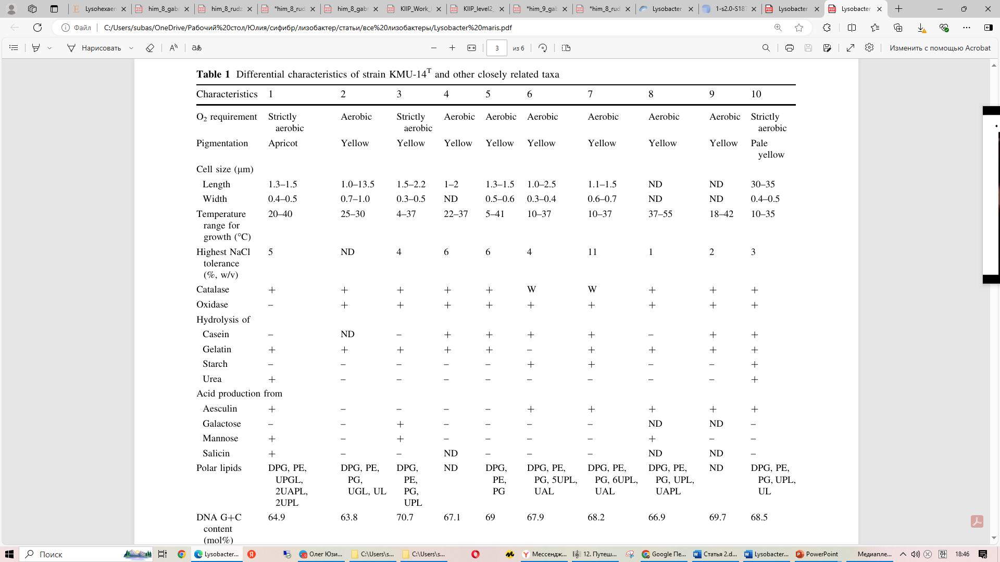 Lysohexaen
him_8_gabr
him_8_rudz
*him_8_rud
him_8_gabr
KIIP_Work_
KIIP_level2_
*him_9_gab
*him_8_rud
Lysobacter
1-s2.0-S187
Lysobacter
Lysobacter
Файл C:/Users/subas/OneDrive/Рабочий%20стол/Юлия/сифибр/лизобактер/статьи/все%20лизобактеры/Lysobacter%20maris.pdf
Нарисовать аあ 3 из 6 Изменить с помощью Acrobat
Table 1 Differential characteristics of strain KMU-14T and other closely related taxa
Characteristics 1 2 3 4 5 6 7 8 9 10
O2 requirement Strictly aerobic Aerobic Strictly aerobic Aerobic Aerobic Aerobic Aerobic Aerobic Aerobic Strictly aerobic
Pigmentation Apricot Yellow Yellow Yellow Yellow Yellow Yellow Yellow Yellow Pale yellow
Cell size (μm)
Length 1.3–1.5 1.0–13.5 1.5–2.2 1–2 1.3–1.5 1.0–2.5 1.1–1.5 ND ND 30–35
Width 0.4–0.5 0.7–1.0 0.3–0.5 ND 0.5–0.6 0.3–0.4 0.6–0.7 ND ND 0.4–0.5
Temperature range for growth (°C) 20–40 25–30 4–37 22–37 5–41 10–37 10–37 37–55 18–42 10–35
Highest NaCl tolerance (%, w/v) 5 ND 4 6 6 4 11 1 2 3
Catalase + + + + + W W + + +
Oxidase – + + + + + + + + +
Hydrolysis of
Casein – ND – + + + + – + +
Gelatin + + + + + – + + + +
Starch – – – – – + + – – +
Urea + – – – – – – – – +
Acid production from
Aesculin + – – – – + + + + +
Galactose – – + – – – – ND ND –
Mannose + – + – – – – + – –
Salicin + – – ND – – – ND ND –
Polar lipids DPG, PE, UPGL, 2UAPL, 2UPL DPG, PE, PG, UGL, UL DPG, PE, PG, UPL ND DPG, PE, PG DPG, PE, PG, 5UPL, UAL DPG, PE, PG, 6UPL, UAL DPG, PE, PG, UPL, UAPL ND DPG, PE, PG, UPL, UL
DNA G+C content (mol%) 64.9 63.8 70.7 67.1 69 67.9 68.2 66.9 69.7 68.5
Поиск
Lysobacter...
Я
Олег Юзи...
C:\Users\s...
C:\Users\s...
Мессендж...
12. Путеш...
Google Пе...
Статья 2.d...
Lysobacter...
PowerPoint
Медиапле...
한
18:46